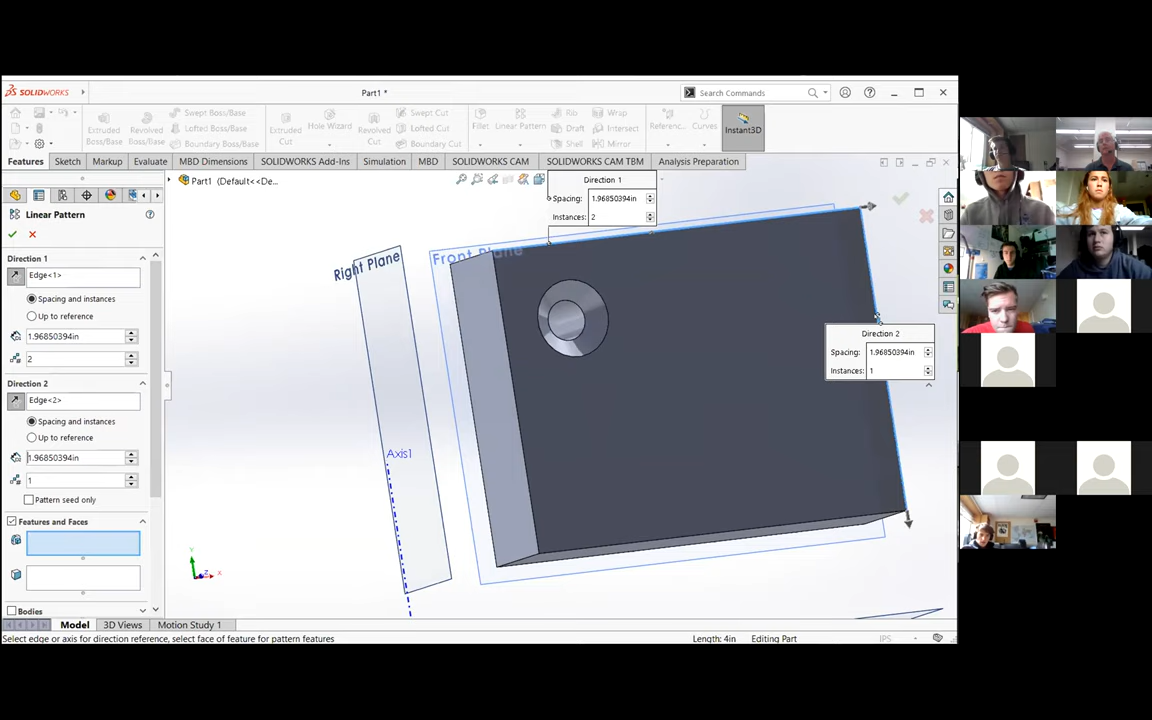 SOLIDWORKS
Part1 *
Search Commands
Extruded Boss/Base
Revolved Boss/Base
Swept Boss/Base
Lofted Boss/Base
Boundary Boss/Base
Extruded Cut
Hole Wizard
Revolved Cut
Swept Cut
Lofted Cut
Boundary Cut
Fillet
Linear Pattern
Rib
Draft
Shell
Wrap
Intersect
Mirror
Referenc...
Curves
Instant3D
Features
Sketch
Markup
Evaluate
MBD Dimensions
SOLIDWORKS Add-Ins
Simulation
MBD
SOLIDWORKS CAM
SOLIDWORKS CAM TBM
Analysis Preparation
Part1 (Default<<De...
Linear Pattern
Direction 1
Edge<1>
Spacing and instances
Up to reference
1.96850394in
2
Direction 2
Edge<2>
Spacing and instances
Up to reference
1.96850394in
1
Pattern seed only
Features and Faces
Bodies
Direction 1
Spacing: 1.96850394in
Instances: 2
Right Plane
Front Plane
Axis1
Direction 2
Spacing: 1.96850394in
Instances: 1
Y
Z
X
Model
3D Views
Motion Study 1
Select edge or axis for direction reference, select face of feature for pattern features
Length: 4in
Editing Part
IPS